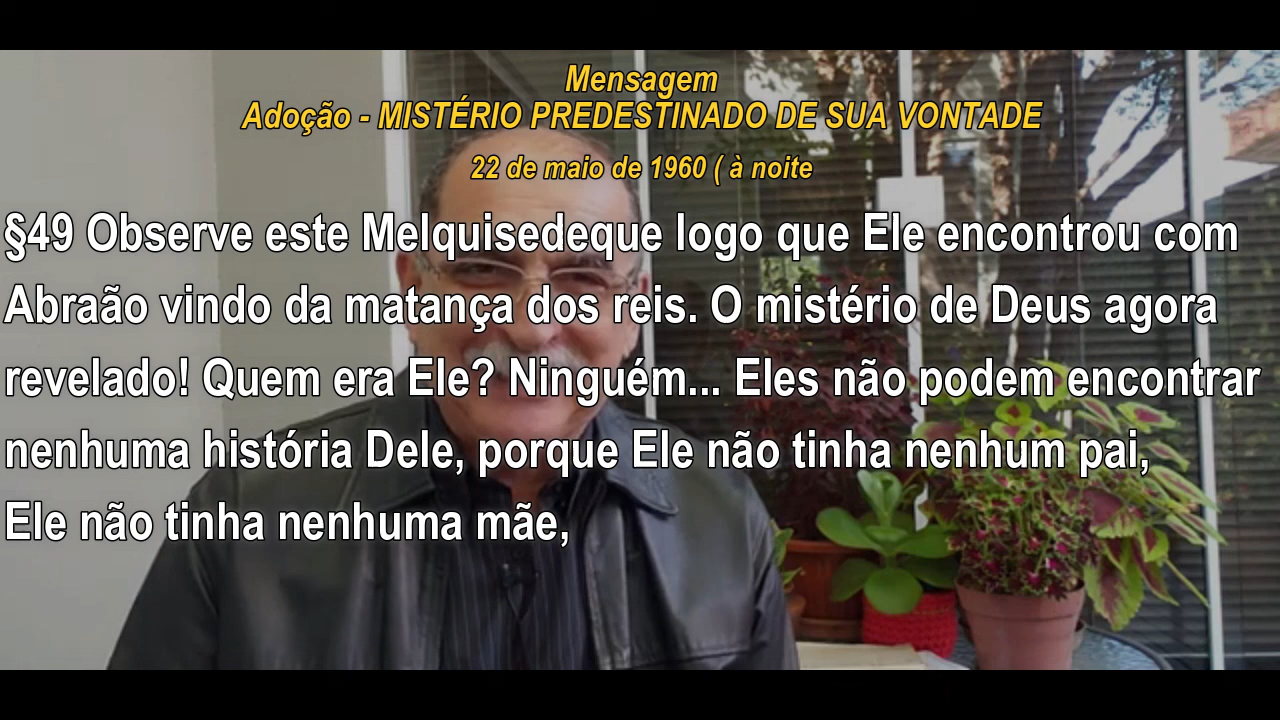 Mensagem
Adoção - MISTÉRIO PREDESTINADO DE SUA VONTADE
22 de maio de 1960 ( à noite
§49 Observe este Melquisedeque logo que Ele encontrou com
Abraão vindo da matança dos reis. O mistério de Deus agora
revelado! Quem era Ele? Ninguém... Eles não podem encontrar
nenhuma história Dele, porque Ele não tinha nenhum pai,
Ele não tinha nenhuma mãe,